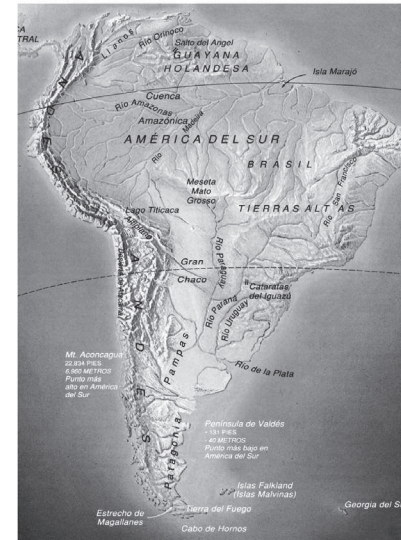 CA
TRAL
Llanos
Río Orinoco
Salto del Angel
GUAYANA
HOLANDESA
Isla Marajó
ANDES
Cuenca
Río Amazonas
Amazónica
Río Madeira
AMÉRICA DEL SUR
BRASIL
Río San Francisco
Meseta
Mato
Grosso
TIERRAS ALTAS
Lago Titicaca
Altiplano
Río Paraguay
Gran
Chaco
ANDES
Cataratas
del Iguazú
Río Paraná
Río Uruguay
Pampas
Río de la Plata
Mt. Aconcagua
22,834 PIES
6,960 METROS
Punto más
alto en América
del Sur
Península de Valdés
- 131 PIES
- 40 METROS
Punto más bajo en
América del Sur
Patagonia
Islas Falkland
(Islas Malvinas)
Estrecho de
Magallanes
Tierra del Fuego
Cabo de Hornos
Georgia del S